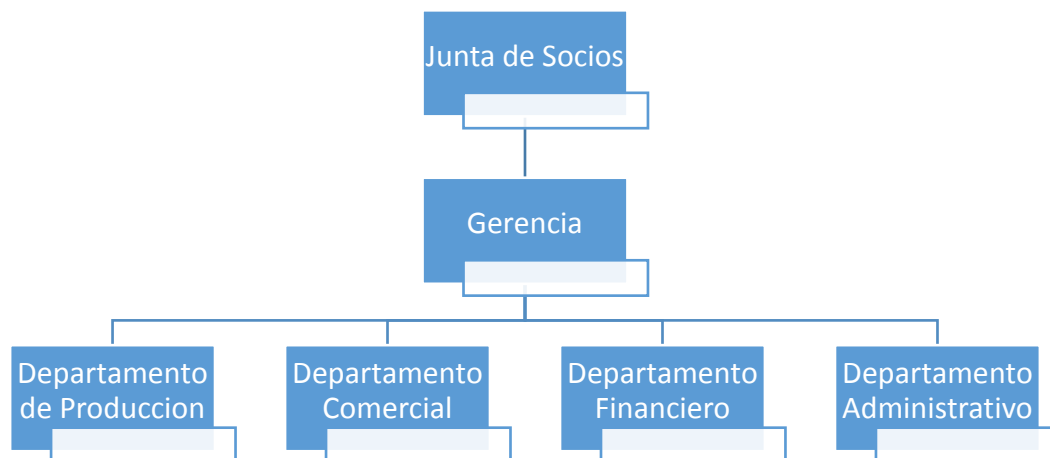 Junta de Socios
Gerencia
Departamento
de Produccion
Departamento
Comercial
Departamento
Financiero
Departamento
Administrativo